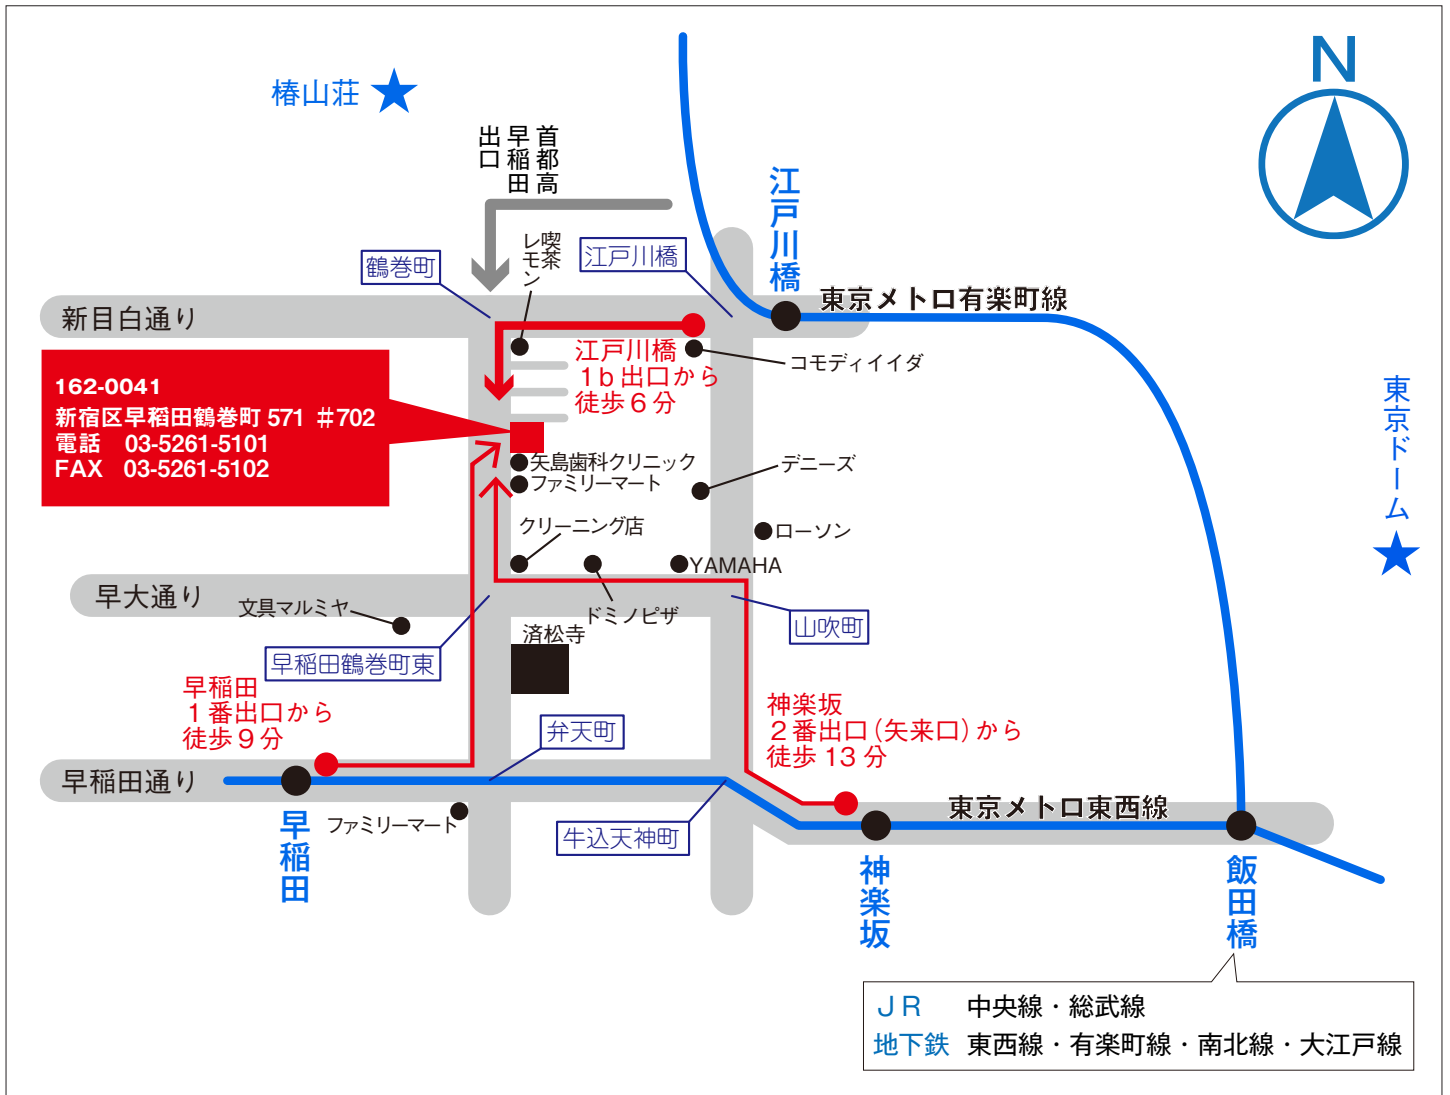 N
椿山荘
首都高
早稲田
出口
江戸川橋
喫茶
レモン
鶴巻町
江戸川橋
新目白通り
東京メトロ有楽町線
コモディイイダ
江戸川橋
1b出口から
徒歩6分
162-0041
新宿区早稲田鶴巻町 571 #702
電話 03-5261-5101
FAX 03-5261-5102
東京ドーム
矢島歯科クリニック
ファミリーマート
デニーズ
クリーニング店
ローソン
YAMAHA
早大通り
文具マルミヤ
ドミノピザ
済松寺
山吹町
早稲田鶴巻町東
早稲田
1番出口から
徒歩9分
弁天町
神楽坂
2番出口(矢来口)から
徒歩13分
早稲田通り
東京メトロ東西線
ファミリーマート
牛込天神町
早稲田
神楽坂
飯田橋
JR 中央線・総武線
地下鉄 東西線・有楽町線・南北線・大江戸線